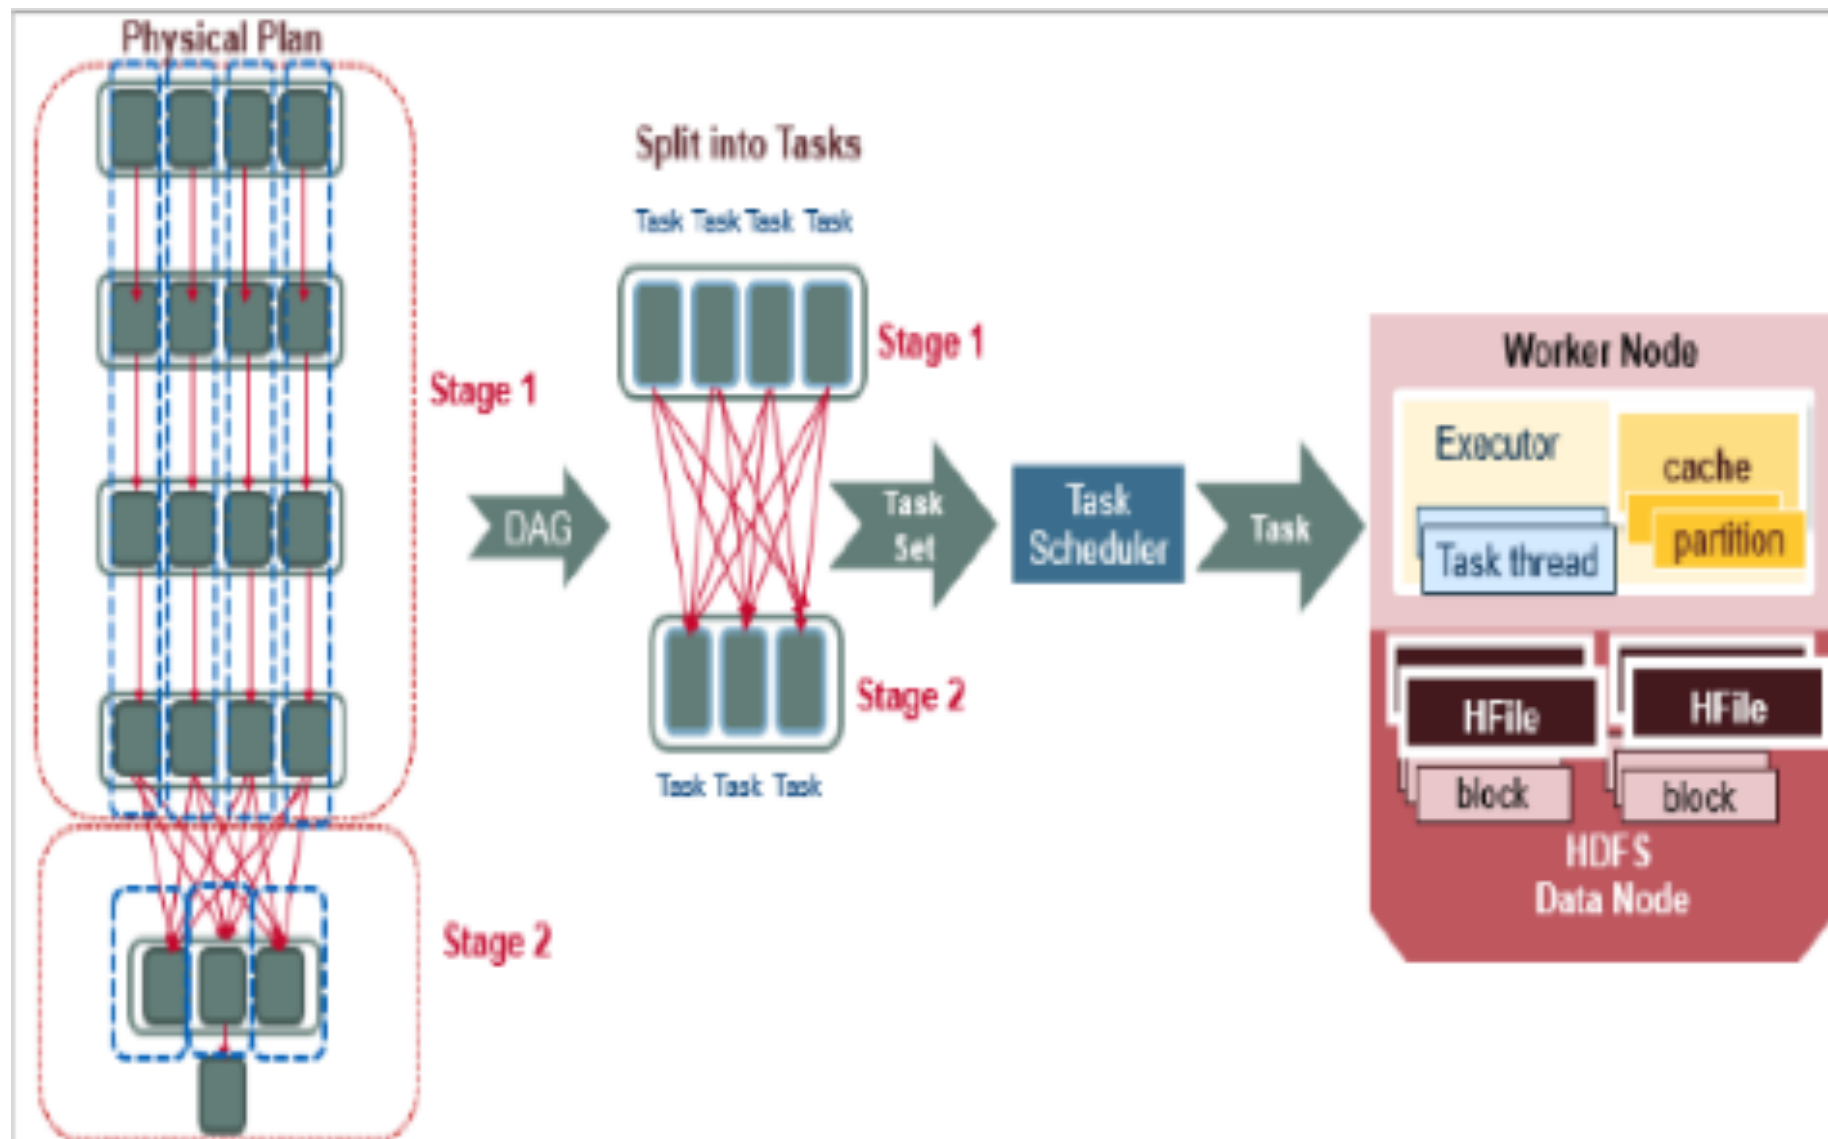 Physical Plan
Stage 1
Stage 2
DAG
Split into Tasks
Task Task Task Task
Stage 1
Stage 2
Task Task Task
Task
Set
Task
Scheduler
Task
Worker Node
Executor
Task thread
cache
partition
HFile
HFile
block
block
HDFS
Data Node